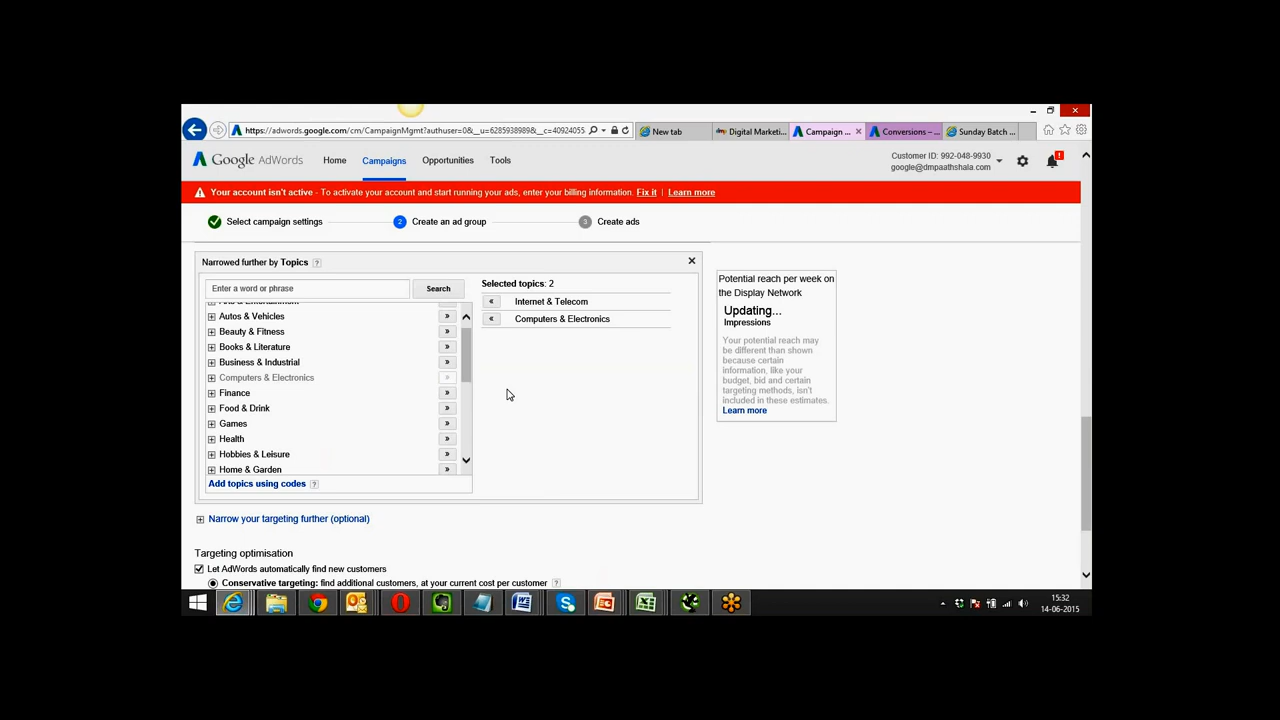 https://adwords.google.com/cm/CampaignMgmt?authuser=0&__u=6285938989&__c=40924055...
New tab
Digital Marketi...
Campaign ...
Conversions – ...
Sunday Batch ...
Google AdWords
Home
Campaigns
Opportunities
Tools
Customer ID: 992-048-9930
google@dmpaathshala.com
!
Your account isn't active - To activate your account and start running your ads, enter your billing information. Fix it | Learn more
Select campaign settings
2 Create an ad group
3 Create ads
Narrowed further by Topics ?
Enter a word or phrase
Search
Selected topics: 2
Arts & Entertainment
Autos & Vehicles
Beauty & Fitness
Books & Literature
Business & Industrial
Computers & Electronics
Finance
Food & Drink
Games
Health
Hobbies & Leisure
Home & Garden
Add topics using codes ?
Internet & Telecom
Computers & Electronics
Potential reach per week on
the Display Network
Updating...
Impressions
Your potential reach may
be different than shown
because certain
information, like your
budget, bid and certain
targeting methods, isn't
included in these estimates.
Learn more
Narrow your targeting further (optional)
Targeting optimisation
Let AdWords automatically find new customers
Conservative targeting: find additional customers, at your current cost per customer ?
15:32
14-06-2015